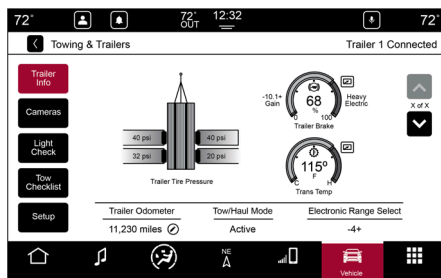 72°
72°
OUT
12:32
72°
Towing & Trailers
Trailer 1 Connected
Trailer
Info
Cameras
Light
Check
Tow
Checklist
Setup
40 psi
40 psi
32 psi
20 psi
Trailer Tire Pressure
-10.1+
Gain
68
%
0
100
Heavy
Electric
Trailer Brake
115°
F
C
H
Trans Temp
X of X
Trailer Odometer
Tow/Haul Mode
Electronic Range Select
11,230 miles
Active
-4+
NE
Vehicle